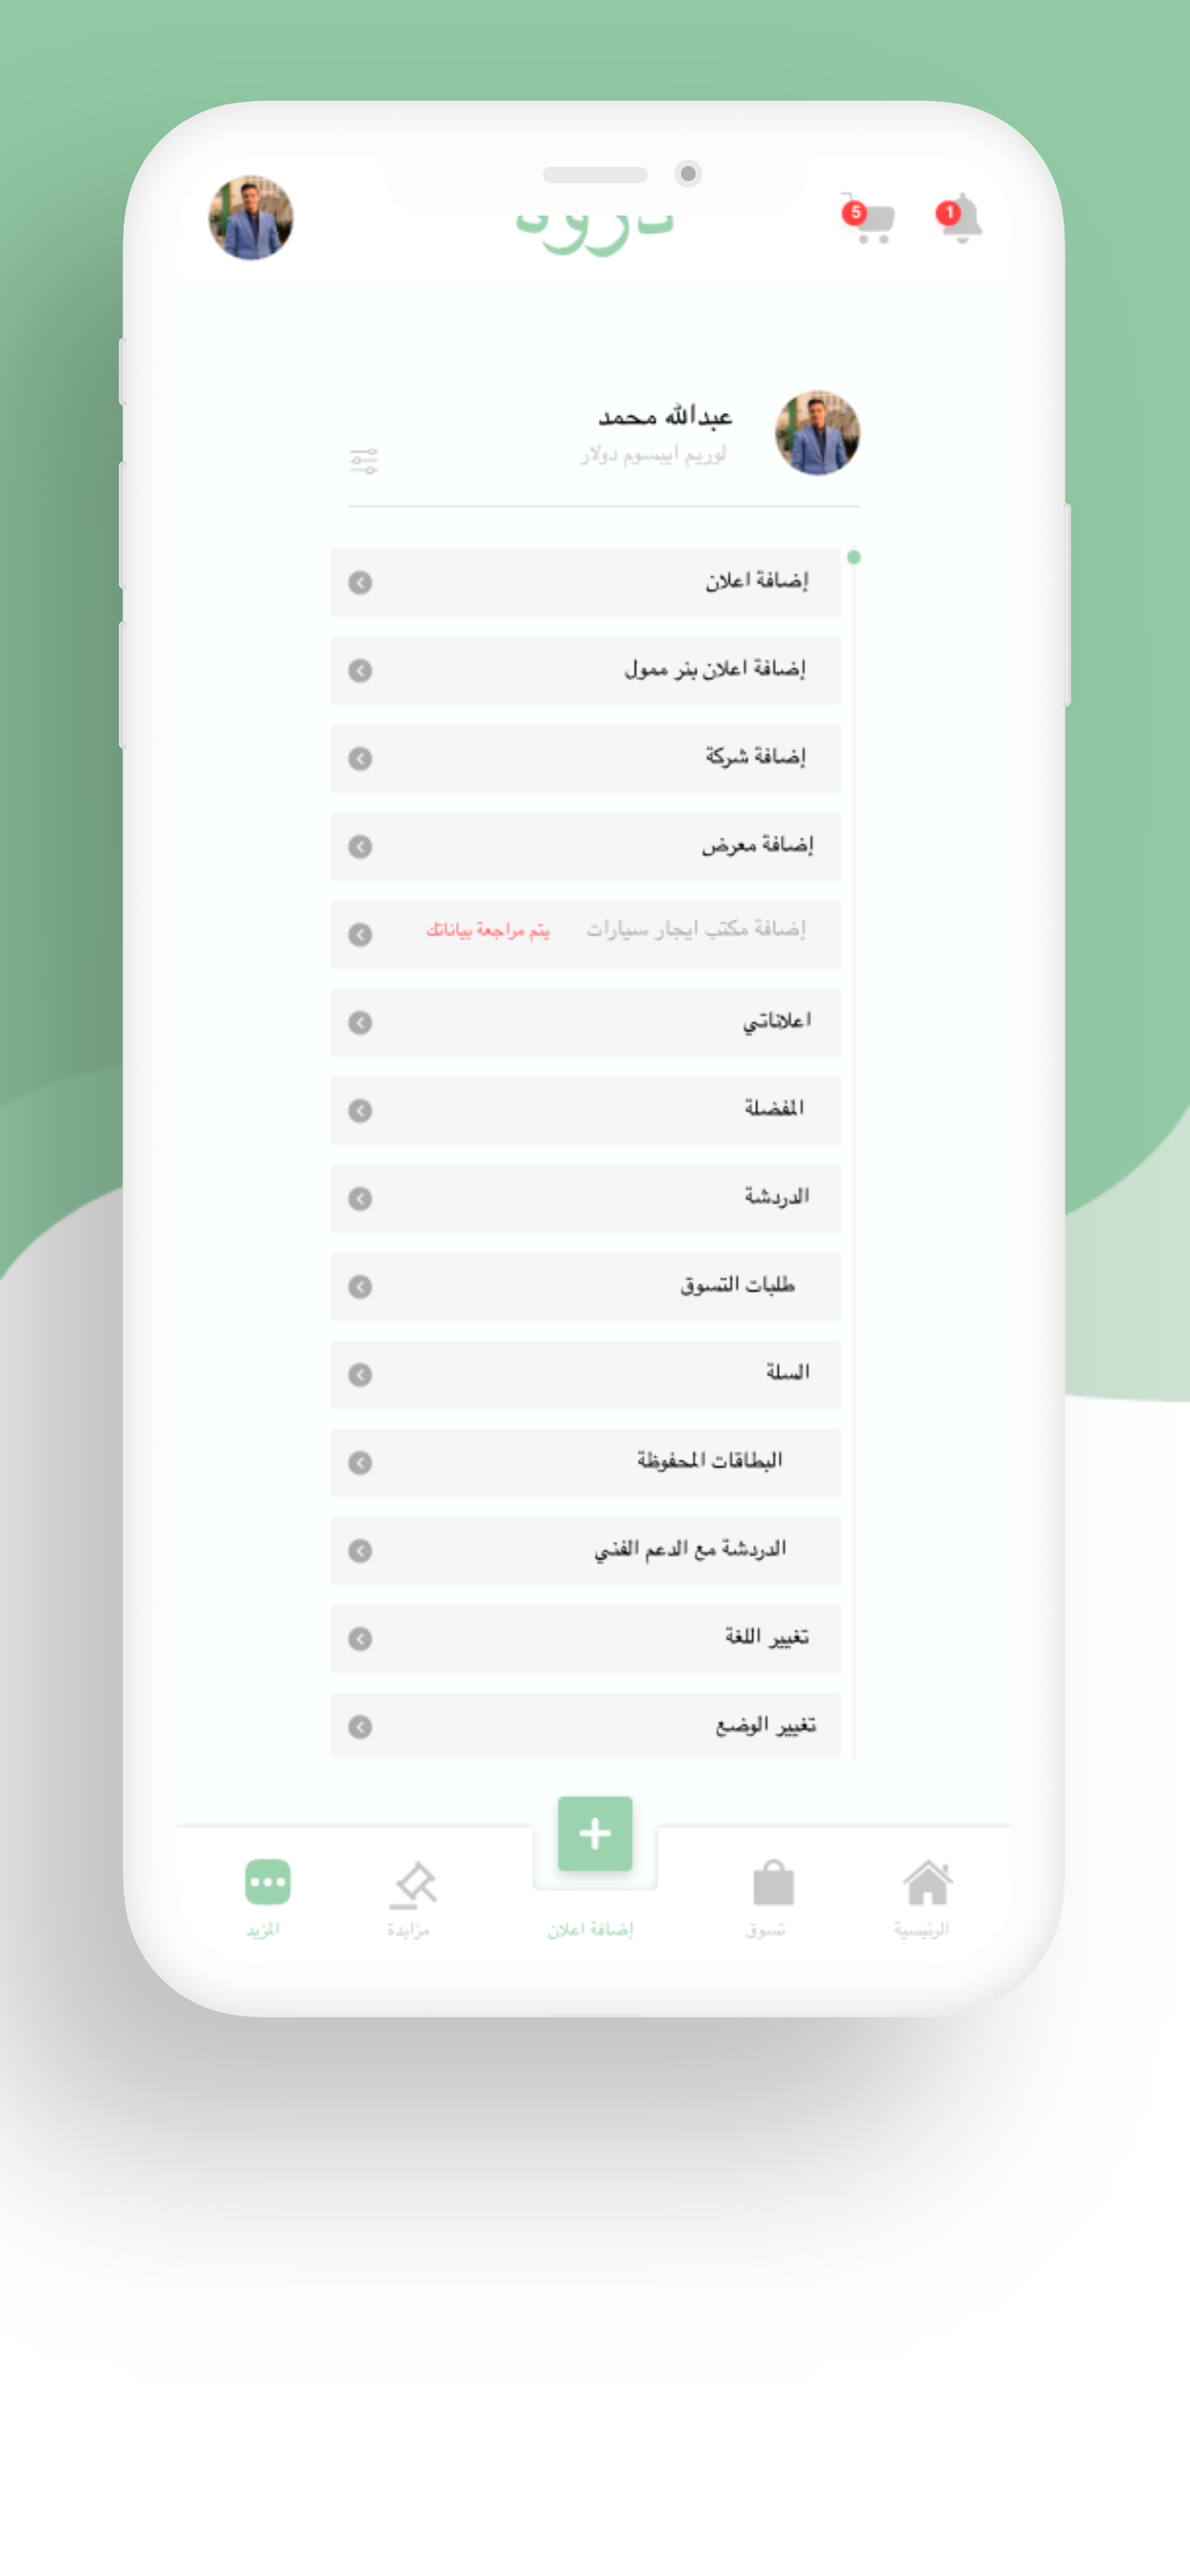 5
1
عبدالله محمد
لوريم ايبسوم دولار
إضافة اعلان
إضافة اعلان بنر ممول
إضافة شركة
إضافة معرض
إضافة مكتب ايجار سيارات يتم مراجعة بياناتك
اعلاناتي
المفضلة
الدردشة
طلبات التسوق
السلة
البطاقات المحفوظة
الدردشة مع الدعم الفني
تغيير اللغة
تغيير الوضع
الرئيسية
تسوق
إضافة اعلان
مزايدة
المزيد